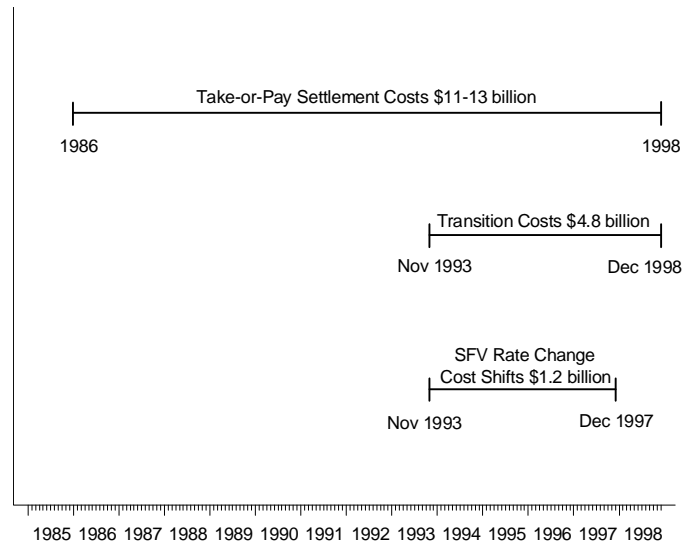 Take-or-Pay Settlement Costs $11-13 billion
1986 1998
Transition Costs $4.8 billion
Nov 1993 Dec 1998
SFV Rate Change
Cost Shifts $1.2 billion
Nov 1993 Dec 1997
1985 1986 1987 1988 1989 1990 1991 1992 1993 1994 1995 1996 1997 1998